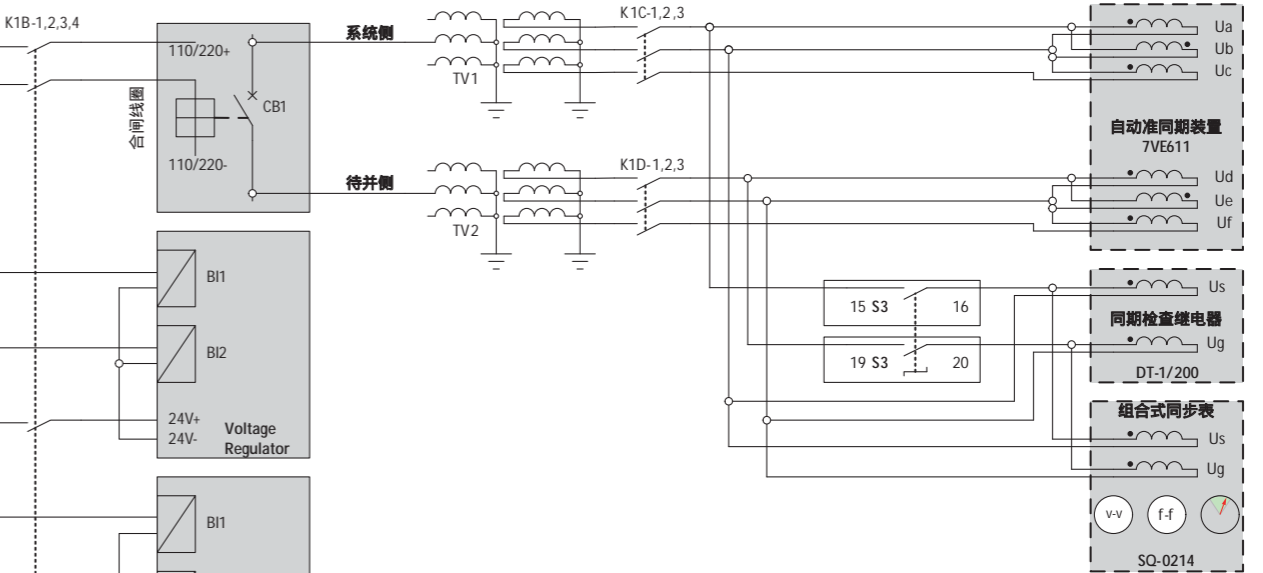 K1B-1,2,3,4
110/220+
合闸线圈
CB1
110/220-
系统侧
TV1
K1C-1,2,3
待并侧
TV2
K1D-1,2,3
Ua
Ub
Uc
自动准同期装置
7VE611
Ud
Ue
Uf
BI1
BI2
24V+
24V-
Voltage
Regulator
BI1
15 S3 16
19 S3 20
Us
同期检查继电器
Ug
DT-1/200
组合式同步表
Us
Ug
V-V
f-f
SQ-0214